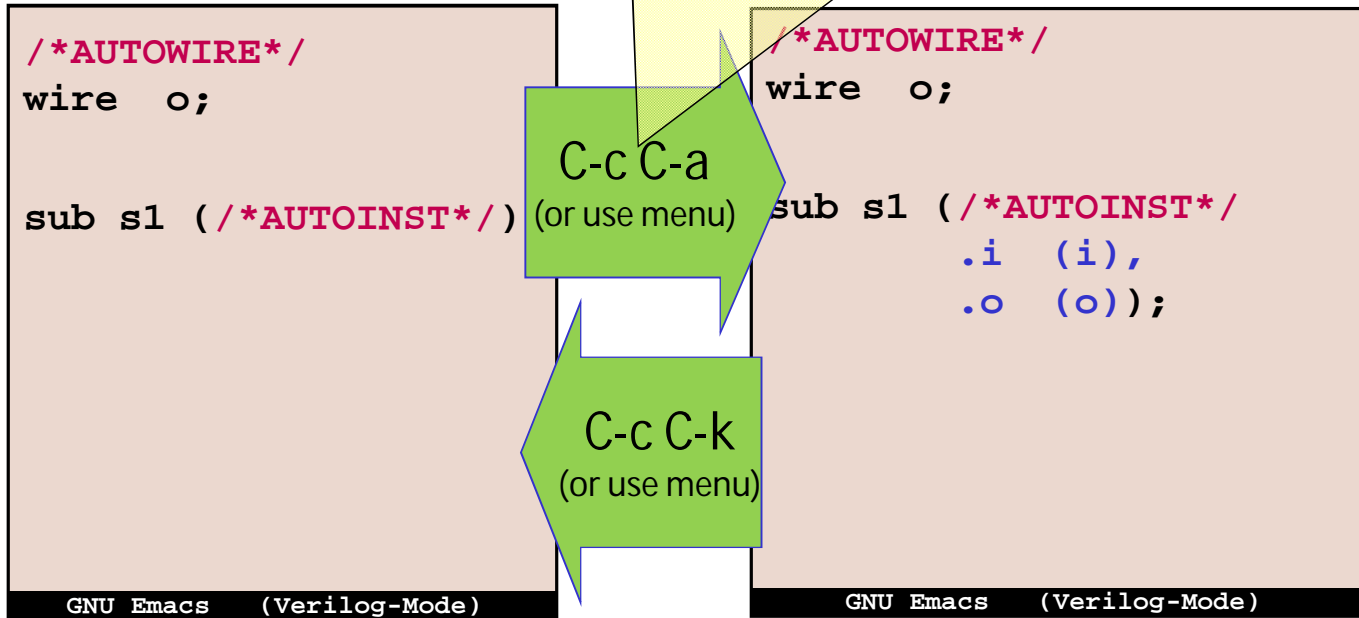 /*AUTOWIRE*/
wire o;
sub s1 (/*AUTOINST*/)
GNU Emacs (Verilog-Mode)
C-c C-a
(or use menu)
C-c C-k
(or use menu)
/*AUTOWIRE*/
wire o;
sub s1 (/*AUTOINST*/
.i (i),
.o (o));
GNU Emacs (Verilog-Mode)